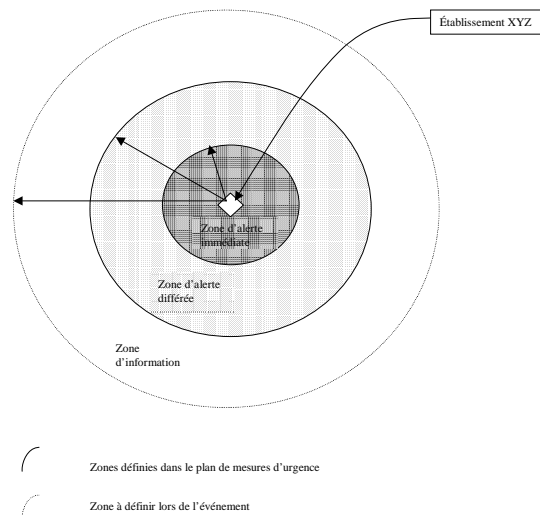 Établissement XYZ
Zone d'alerte
immédiate
Zone d'alerte
différée
Zone
d'information
Zones définies dans le plan de mesures d'urgence
Zone à définir lors de l'événement